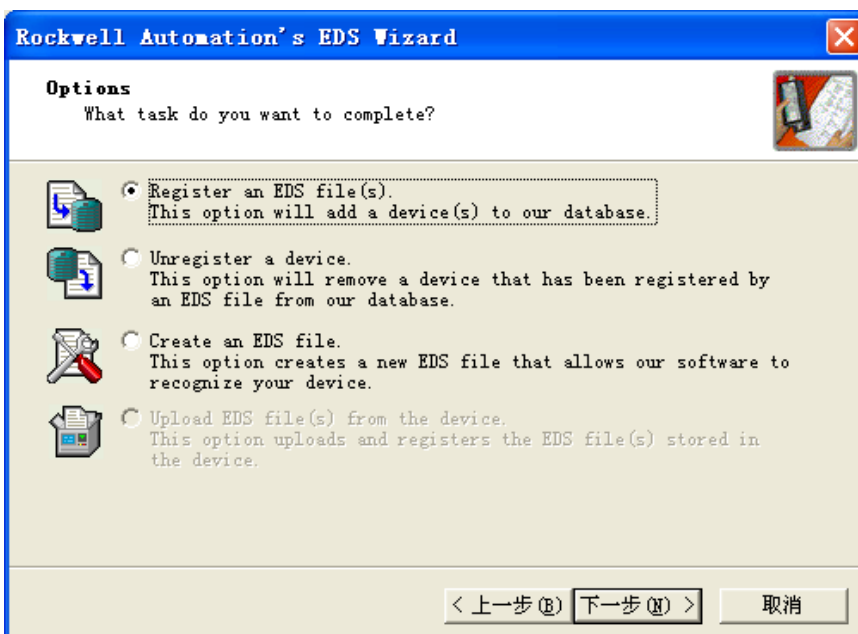 Rockwell Automation's EDS Wizard
Options
What task do you want to complete?
Register an EDS file(s).
This option will add a device(s) to our database.
Unregister a device.
This option will remove a device that has been registered by
an EDS file from our database.
Create an EDS file.
This option creates a new EDS file that allows our software to
recognize your device.
Upload EDS file(s) from the device.
This option uploads and registers the EDS file(s) stored in
the device.
< 上一步(B) 下一步(N) > 取消